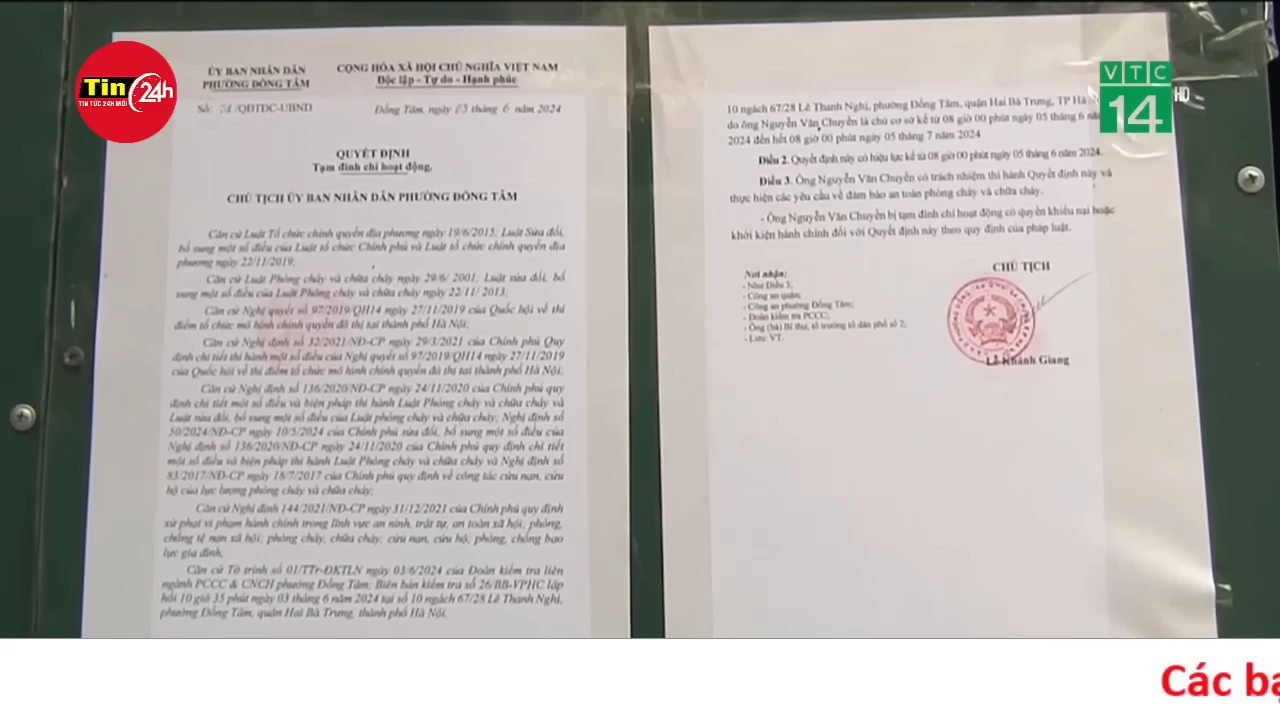 Tin 24h
TIN TỨC 24H MỚI
VTC
14
HD
ỦY BAN NHÂN DÂN
PHƯỜNG ĐỒNG TÂM
Số: /QĐTĐC-UBND
CỘNG HÒA XÃ HỘI CHỦ NGHĨA VIỆT NAM
Độc lập - Tự do - Hạnh phúc
Đồng Tâm, ngày 05 tháng 6 năm 2024
QUYẾT ĐỊNH
Tạm đình chỉ hoạt động.
CHỦ TỊCH ỦY BAN NHÂN DÂN PHƯỜNG ĐỒNG TÂM
Căn cứ Luật Tổ chức chính quyền địa phương ngày 19/6/2015; Luật Sửa đổi,
bổ sung một số điều của Luật tổ chức Chính phủ và Luật tổ chức chính quyền địa
phương ngày 22/11/2019;
Căn cứ Luật Phòng cháy và chữa cháy ngày 29/6/ 2001; Luật sửa đổi, bổ
sung một số điều của Luật Phòng cháy và chữa cháy ngày 22/11/ 2013;
Căn cứ Nghị quyết số 97/2019/QH14 ngày 27/11/2019 của Quốc hội về thí
điểm tổ chức mô hình chính quyền đô thị tại thành phố Hà Nội;
Căn cứ Nghị định số 32/2021/NĐ-CP ngày 29/3/2021 của Chính phủ Quy
định chi tiết thi hành một số điều của Nghị quyết số 97/2019/QH14 ngày 27/11/2019
của Quốc hội về thí điểm tổ chức mô hình chính quyền đô thị tại thành phố Hà Nội;
Căn cứ Nghị định số 136/2020/NĐ-CP ngày 24/11/2020 của Chính phủ quy
định chi tiết một số điều và biện pháp thi hành Luật Phòng cháy và chữa cháy và
Luật sửa đổi, bổ sung một số điều của Luật phòng cháy và chữa cháy; Nghị định số
50/2024/NĐ-CP ngày 10/5/2024 của Chính phủ sửa đổi, bổ sung một số điều của
Nghị định số 136/2020/NĐ-CP ngày 24/11/2020 của Chính phủ quy định chi tiết
một số điều và biện pháp thi hành Luật Phòng cháy và chữa cháy và Nghị định số
83/2017/NĐ-CP ngày 18/7/2017 của Chính phủ quy định về công tác cứu nạn, cứu
hộ của lực lượng phòng cháy và chữa cháy;
Căn cứ Nghị định 144/2021/NĐ-CP ngày 31/12/2021 của Chính phủ quy định
xử phạt vi phạm hành chính trong lĩnh vực an ninh, trật tự, an toàn xã hội; phòng,
chống tệ nạn xã hội; phòng cháy, chữa cháy; cứu nạn, cứu hộ; phòng, chống bạo
lực gia đình;
Căn cứ Tờ trình số 01/TTr-ĐKTLN ngày 03/6/2024 của Đoàn kiểm tra liên
ngành PCCC & CNCH phường Đồng Tâm; Biên bản kiểm tra số 26/BB-VPHC lập
hồi 10 giờ 35 phút ngày 03 tháng 6 năm 2024 tại số 10 ngách 67/28 Lê Thanh Nghị,
phường Đồng Tâm, quận Hai Bà Trưng, thành phố Hà Nội.
10 ngách 67/28 Lê Thanh Nghị, phường Đồng Tâm, quận Hai Bà Trưng, TP Hà
do ông Nguyễn Văn Chuyển là chủ cơ sở kể từ 08 giờ 00 phút ngày 05 tháng 6
2024 đến hết 08 giờ 00 phút ngày 05 tháng 7 năm 2024
Điều 2. Quyết định này có hiệu lực kể từ 08 giờ 00 phút ngày 05 tháng 6 năm 2024.
Điều 3. Ông Nguyễn Văn Chuyển có trách nhiệm thi hành Quyết định này và
thực hiện các yêu cầu về đảm bảo an toàn phòng cháy và chữa cháy.
- Ông Nguyễn Văn Chuyển bị tạm đình chỉ hoạt động có quyền khiếu nại hoặc
khởi kiện hành chính đối với Quyết định này theo quy định của pháp luật.
Nơi nhận:
- Như Điều 3;
- Công an quận;
- Công an phường Đồng Tâm;
- Đoàn kiểm tra PCCC;
- Ông (bà) Bí thư, tổ trưởng tổ dân phố số 2;
- Lưu: VT.
CHỦ TỊCH
Lê Khánh Giang
Các bạ